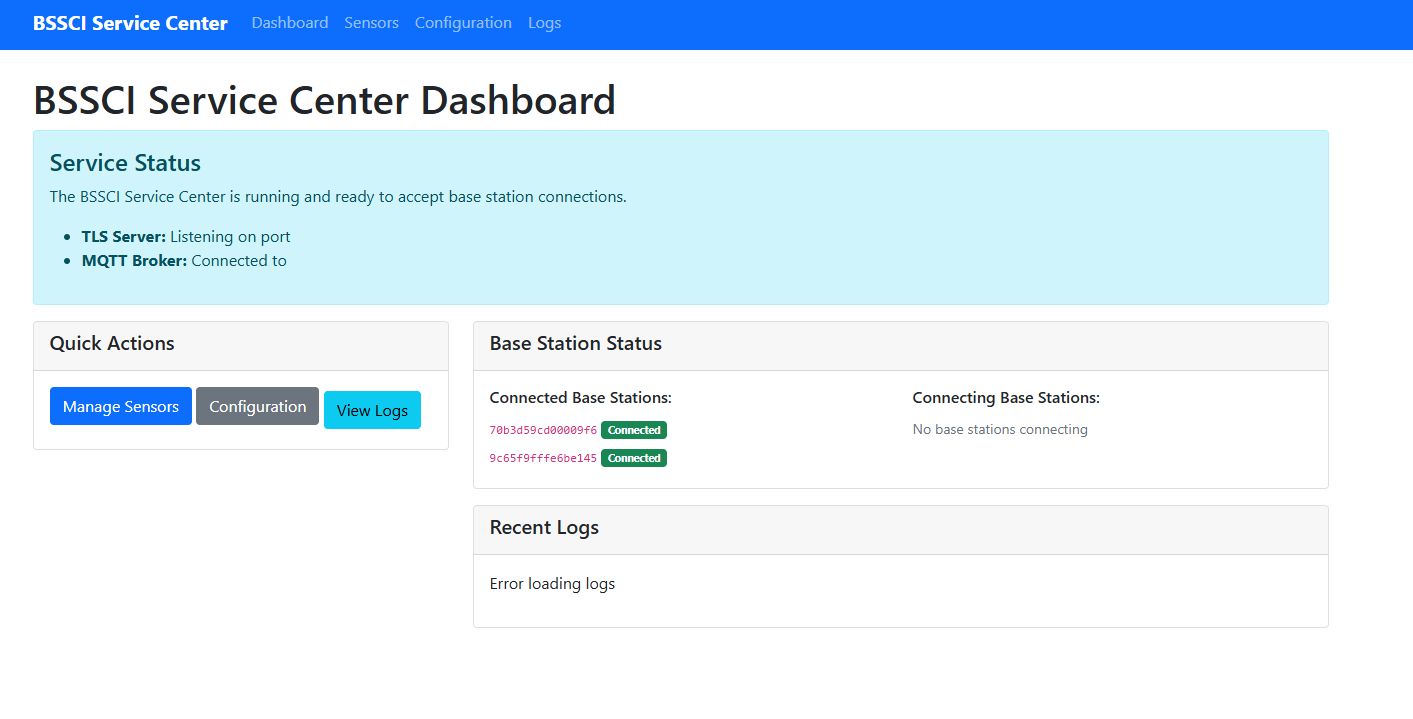 BSSCI Service Center Dashboard Sensors Configuration Logs
BSSCI Service Center Dashboard
Service Status
The BSSCI Service Center is running and ready to accept base station connections.
TLS Server: Listening on port
MQTT Broker: Connected to
Quick Actions
Manage Sensors Configuration View Logs
Base Station Status
Connected Base Stations:
70b3d59cd00009f6 Connected
9c65f9fffe6be145 Connected
Connecting Base Stations:
No base stations connecting
Recent Logs
Error loading logs